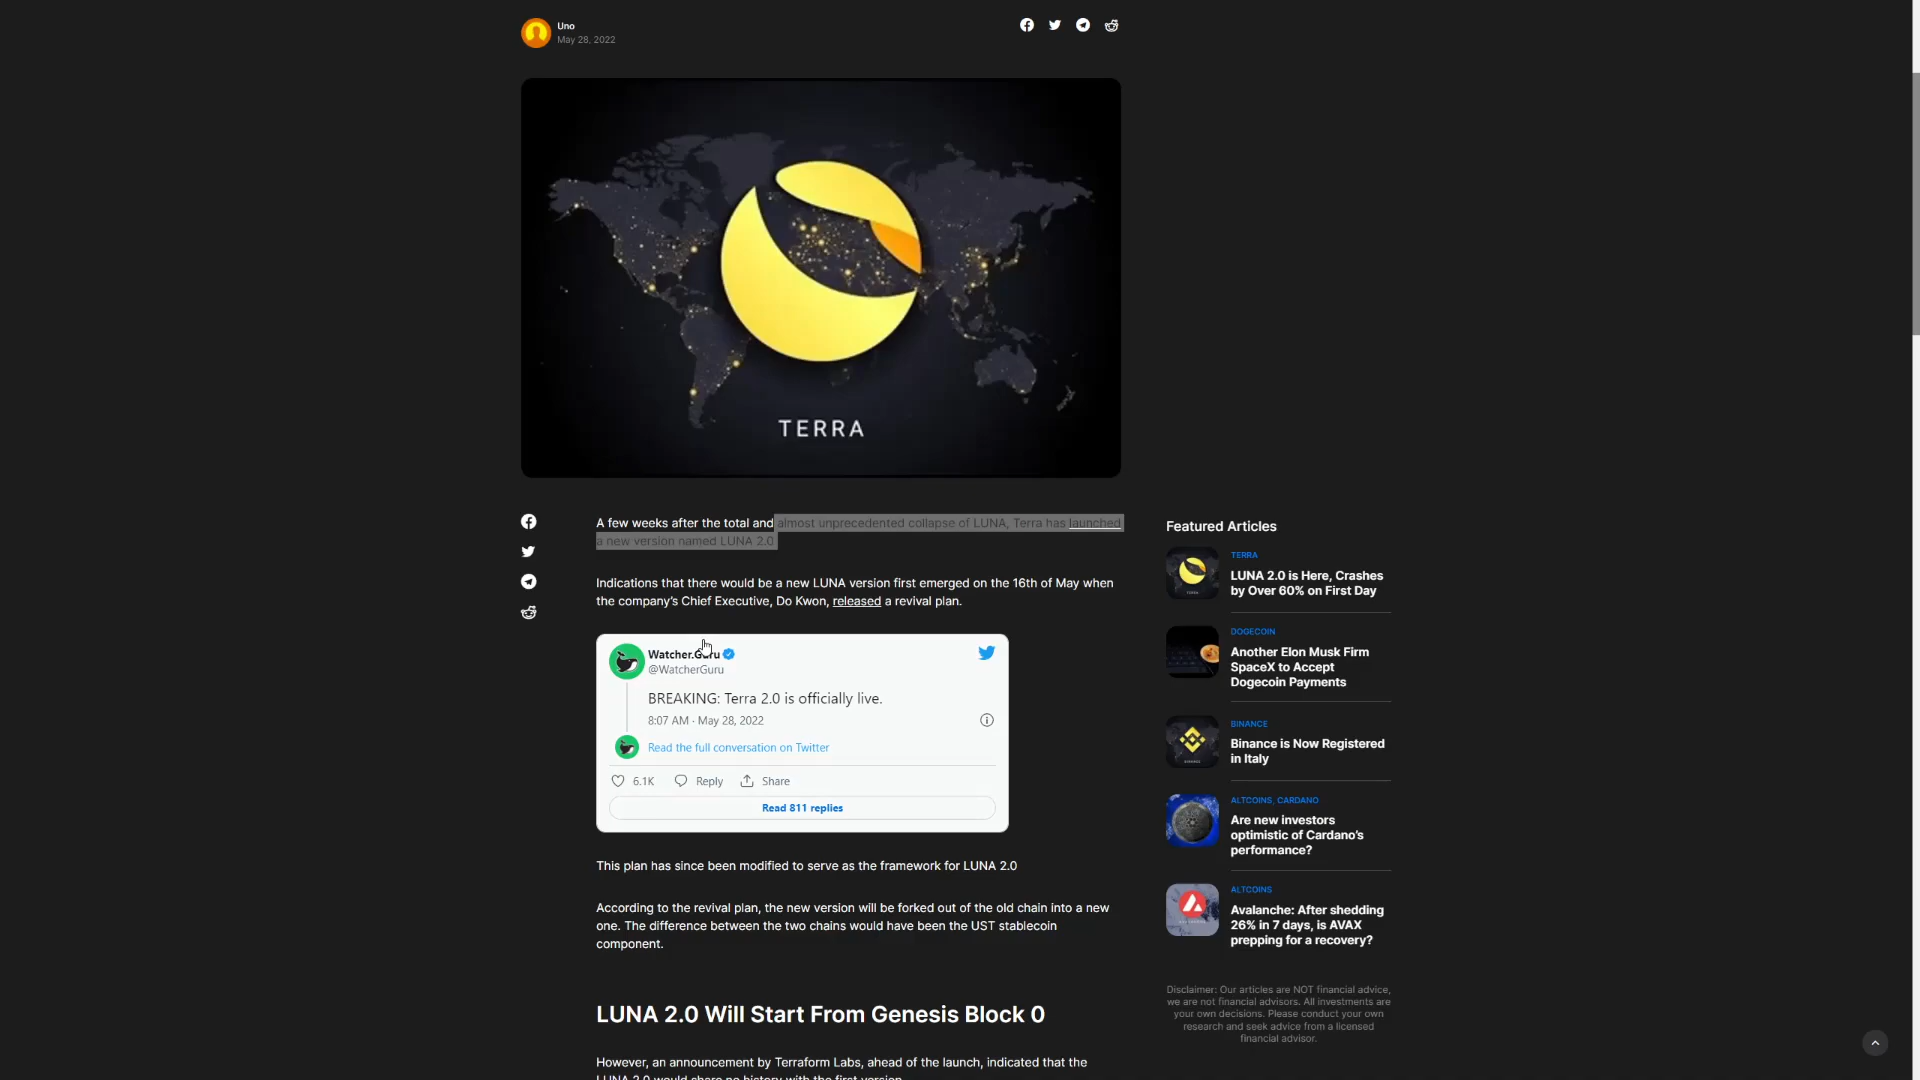 Uno
May 28, 2022
TERRA
A few weeks after the total and almost unprecedented collapse of LUNA, Terra has launched
a new version named LUNA 2.0
Indications that there would be a new LUNA version first emerged on the 16th of May when
the company's Chief Executive, Do Kwon, released a revival plan.
Watcher.Guru
@WatcherGuru
BREAKING: Terra 2.0 is officially live.
8:07 AM · May 28, 2022
Read the full conversation on Twitter
6.1K Reply Share
Read 811 replies
This plan has since been modified to serve as the framework for LUNA 2.0
According to the revival plan, the new version will be forked out of the old chain into a new
one. The difference between the two chains would have been the UST stablecoin
component.
LUNA 2.0 Will Start From Genesis Block 0
However, an announcement by Terraform Labs, ahead of the launch, indicated that the
LUNA 2.0 would share no history with the first version.
Featured Articles
TERRA
LUNA 2.0 is Here, Crashes
by Over 60% on First Day
DOGECOIN
Another Elon Musk Firm
SpaceX to Accept
Dogecoin Payments
BINANCE
Binance is Now Registered
in Italy
ALTCOINS, CARDANO
Are new investors
optimistic of Cardano's
performance?
ALTCOINS
Avalanche: After shedding
26% in 7 days, is AVAX
prepping for a recovery?
Disclaimer: Our articles are NOT financial advice,
we are not financial advisors. All investments are
your own decisions. Please conduct your own
research and seek advice from a licensed
financial advisor.